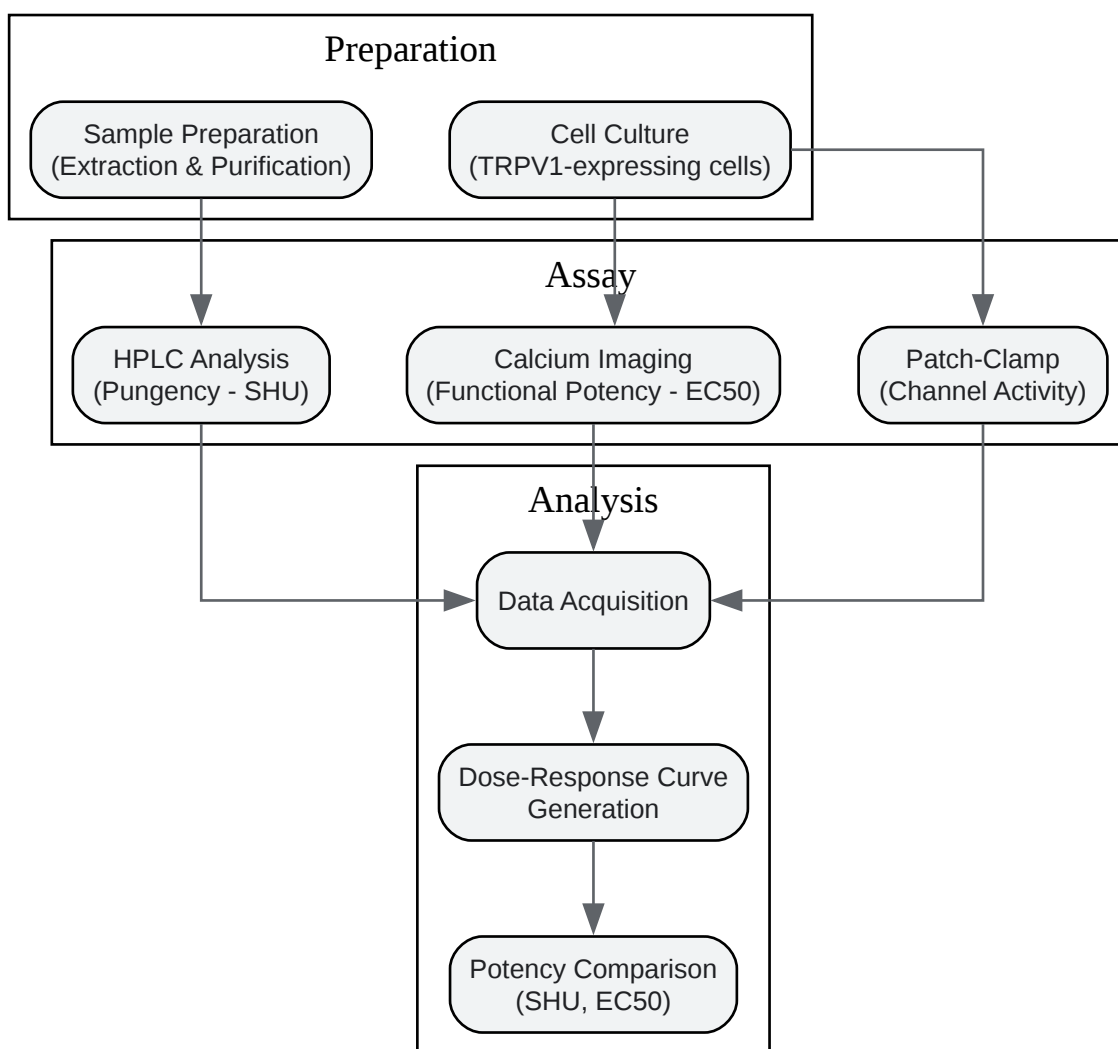 Preparation
Sample Preparation
(Extraction & Purification)
Cell Culture
(TRPV1-expressing cells)
Assay
HPLC Analysis
(Pungency - SHU)
Calcium Imaging
(Functional Potency - EC50)
Patch-Clamp
(Channel Activity)
Analysis
Data Acquisition
Dose-Response Curve
Generation
Potency Comparison
(SHU, EC50)